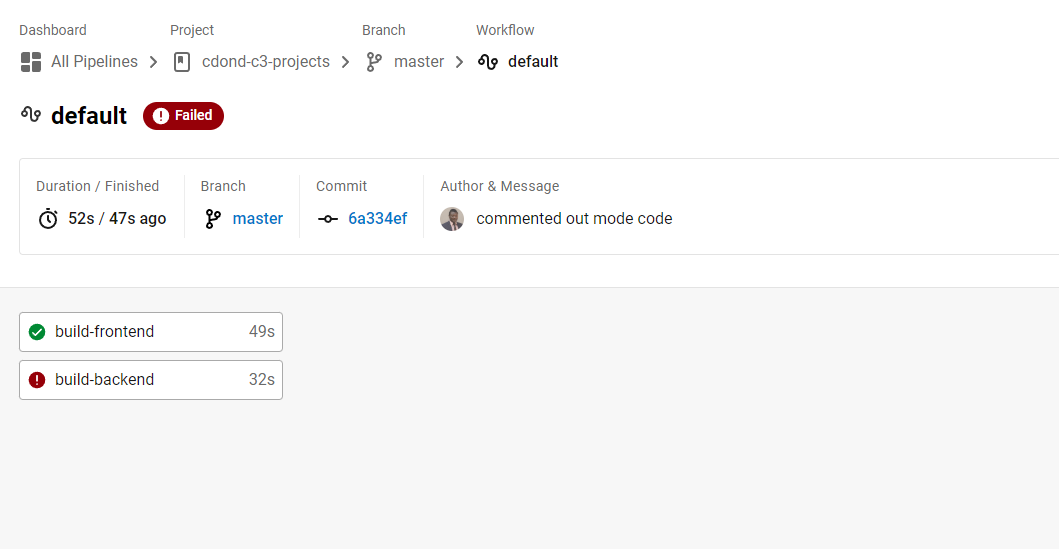 Dashboard Project Branch Workflow
All Pipelines cdond-c3-projects master default
default Failed
Duration / Finished Branch Commit Author & Message
52s / 47s ago master 6a334ef commented out mode code
build-frontend 49s
build-backend 32s